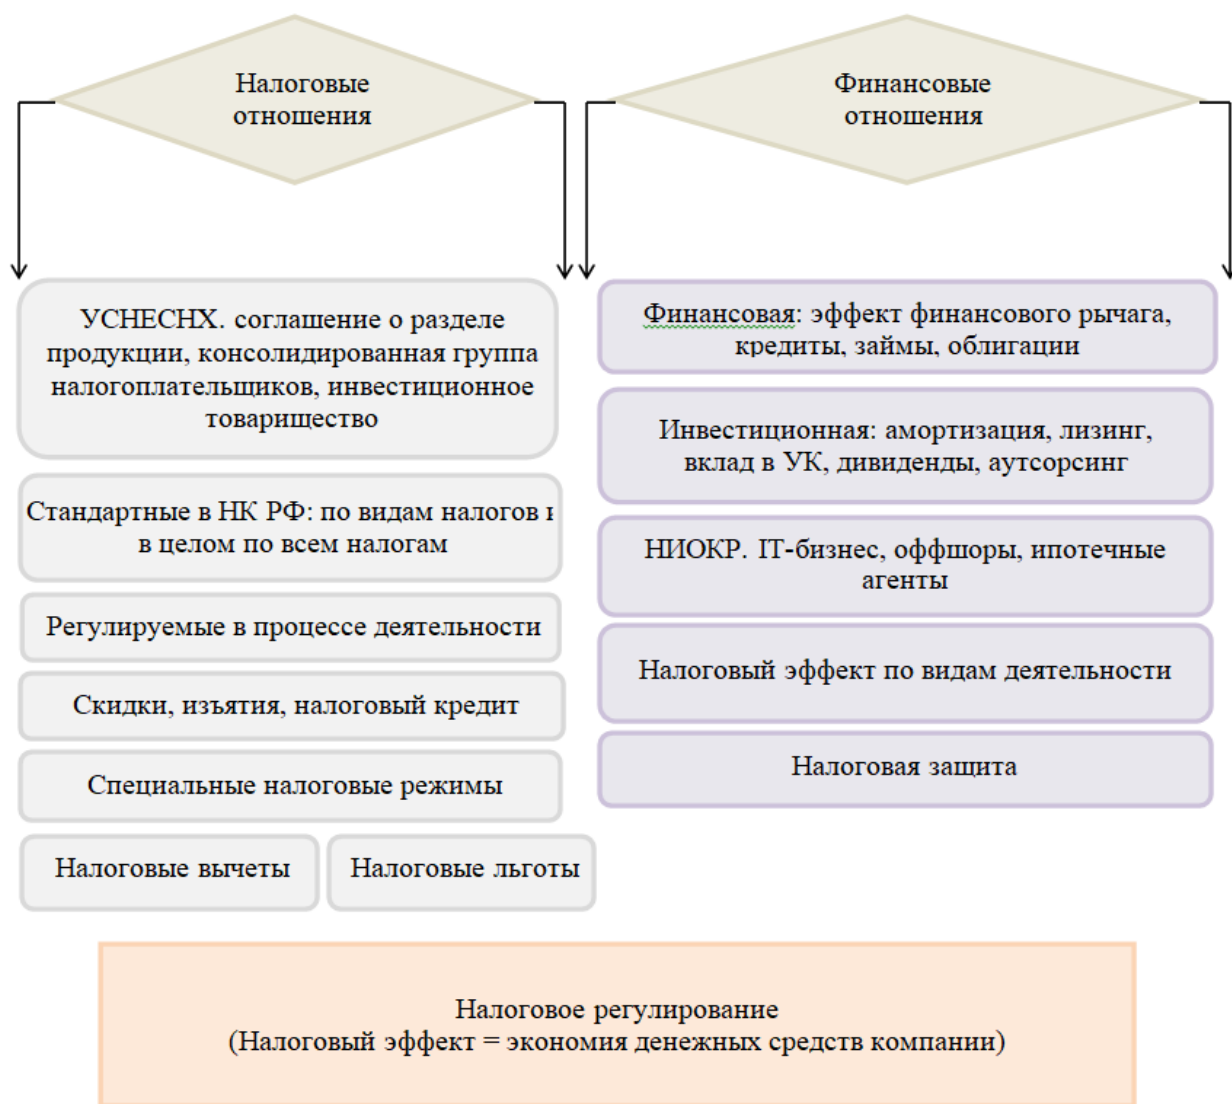 Налоговые
отношения
Финансовые
отношения
УСНЕСНХ. соглашение о разделе
продукции, консолидированная группа
налогоплательщиков, инвестиционное
товарищество
Стандартные в НК РФ: по видам налогов
в целом по всем налогам
Регулируемые в процессе деятельности
Скидки, изъятия, налоговый кредит
Специальные налоговые режимы
Налоговые вычеты
Налоговые льготы
Финансовая: эффект финансового рычага,
кредиты, займы, облигации
Инвестиционная: амортизация, лизинг,
вклад в УК, дивиденды, аутсорсинг
НИОКР. IT-бизнес, оффшоры, ипотечные
агенты
Налоговый эффект по видам деятельности
Налоговая защита
Налоговое регулирование
(Налоговый эффект = экономия денежных средств компании)